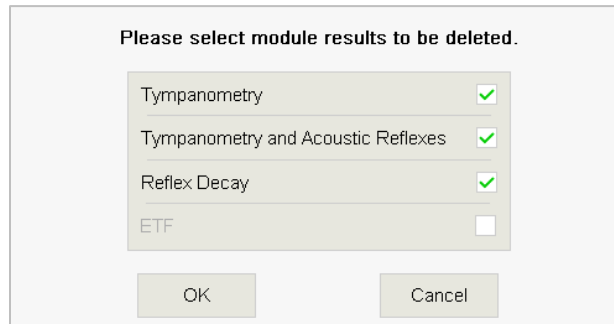 Please select module results to be deleted.
Tympanometry
Tympanometry and Acoustic Reflexes
Reflex Decay
ETF
OK Cancel